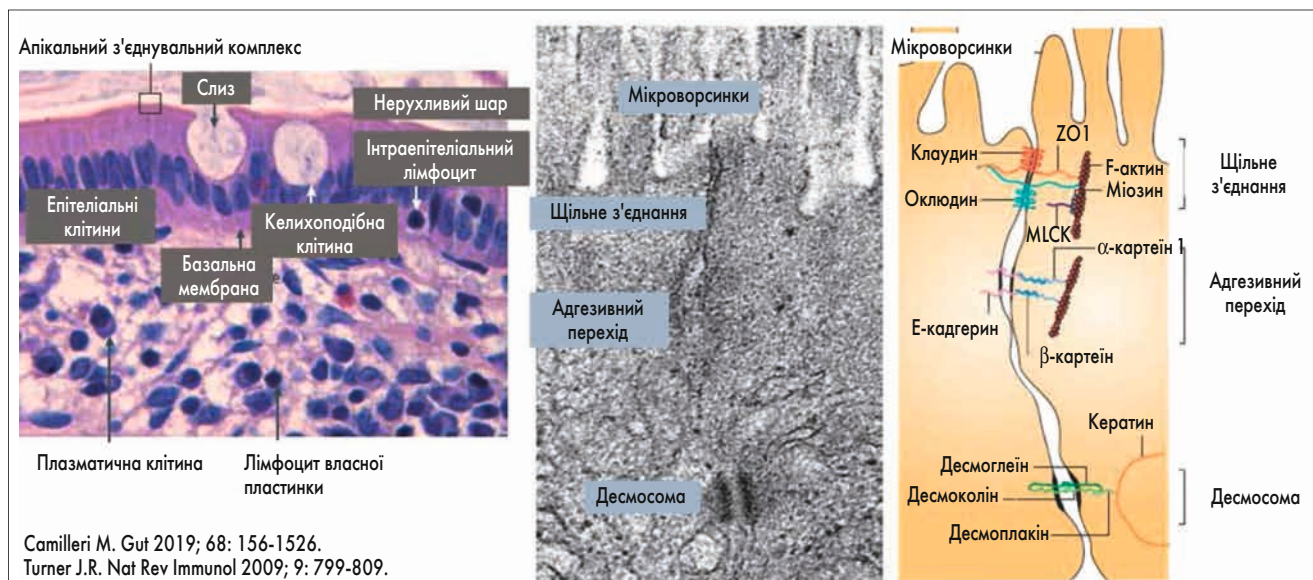 Апікальний з'єднувальний комплекс
Слиз
Нерухливий шар
Інтраепітеліальний
лімфоцит
Епітеліальні
клітини
Келихоподібна
клітина
Базальна
мембрана
Плазматична клітина
Лімфоцит власної
пластинки
Camilleri M. Gut 2019; 68: 156-1526.
Turner J.R. Nat Rev Immunol 2009; 9: 799-809.
Мікроворсинки
Щільне з'єднання
Адгезивний
перехід
Десмосома
Мікроворсинки
ZO1
Клаудин
F-актин
Міозин
Оклюдин
MLCK
α-картеїн 1
Е-кадгерин
β-картеїн
Кератин
Десмоглеїн
Десмоколін
Десмоплакін
Щільне
з'єднання
Адгезивний
перехід
Десмосома